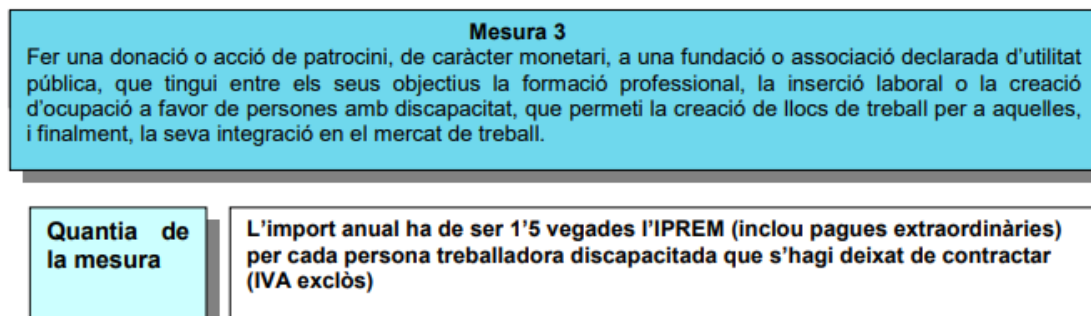 Mesura 3
Fer una donació o acció de patrocini, de caràcter monetari, a una fundació o associació declarada d'utilitat
pública, que tingui entre els seus objectius la formació professional, la inserció laboral o la creació
d'ocupació a favor de persones amb discapacitat, que permeti la creació de llocs de treball per a aquelles,
i finalment, la seva integració en el mercat de treball.
Quantia de
la mesura
L'import anual ha de ser 1'5 vegades l'IPREM (inclou pagues extraordinàries)
per cada persona treballadora discapacitada que s'hagi deixat de contractar
(IVA exclòs)